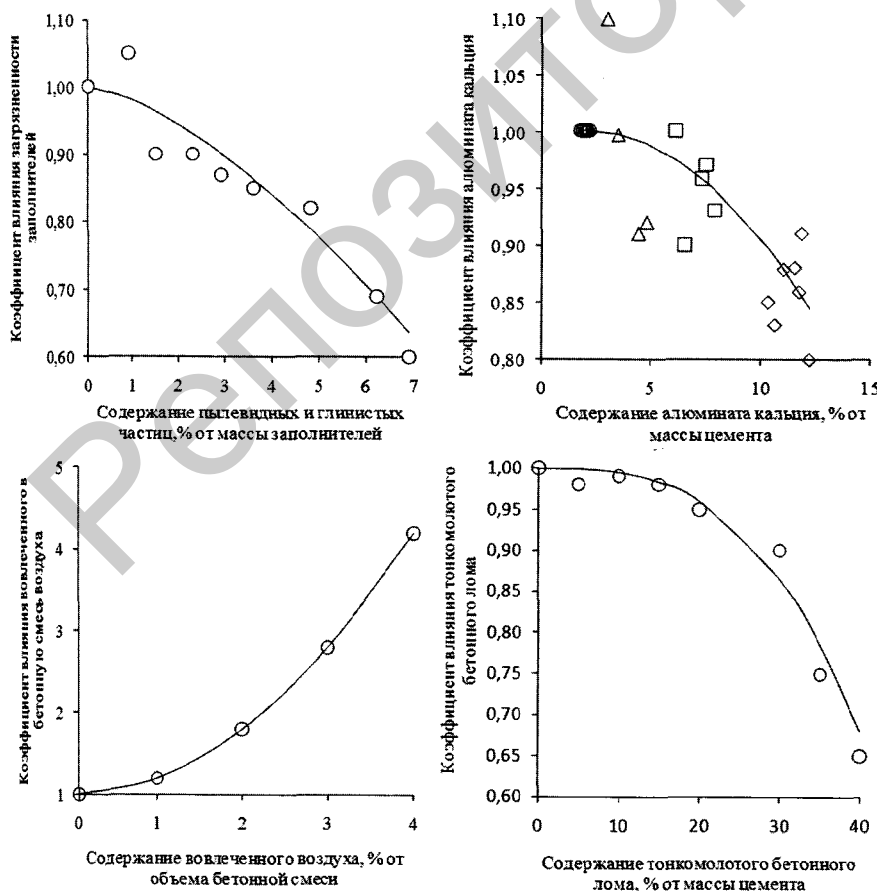 Репозитор
Коэффициент влияния загрязненности
заполнителей
1,10
1,00
0,90
0,80
0,70
0,60
0 1 2 3 4 5 6 7
Содержание пылевидных и глинистых
частиц,% от массы заполнителей
Коэффициент влияния алюмината кальция
1,10
1,05
1,00
0,95
0,90
0,85
0,80
0 5 10 15
Содержание алюмината кальция, % от
массы цемента
Коэффициент влияния вовлеченного в
бетонную смесь воздуха
5
4
3
2
1
0 1 2 3 4
Содержание вовлеченного воздуха, % от
объема бетонной смеси
Коэффициент влияния тонкомолотого
бетонного лома
1,00
0,95
0,90
0,85
0,80
0,75
0,70
0,65
0,60
0 10 20 30 40
Содержание тонкомолотого бетонного
лома, % от массы цемента